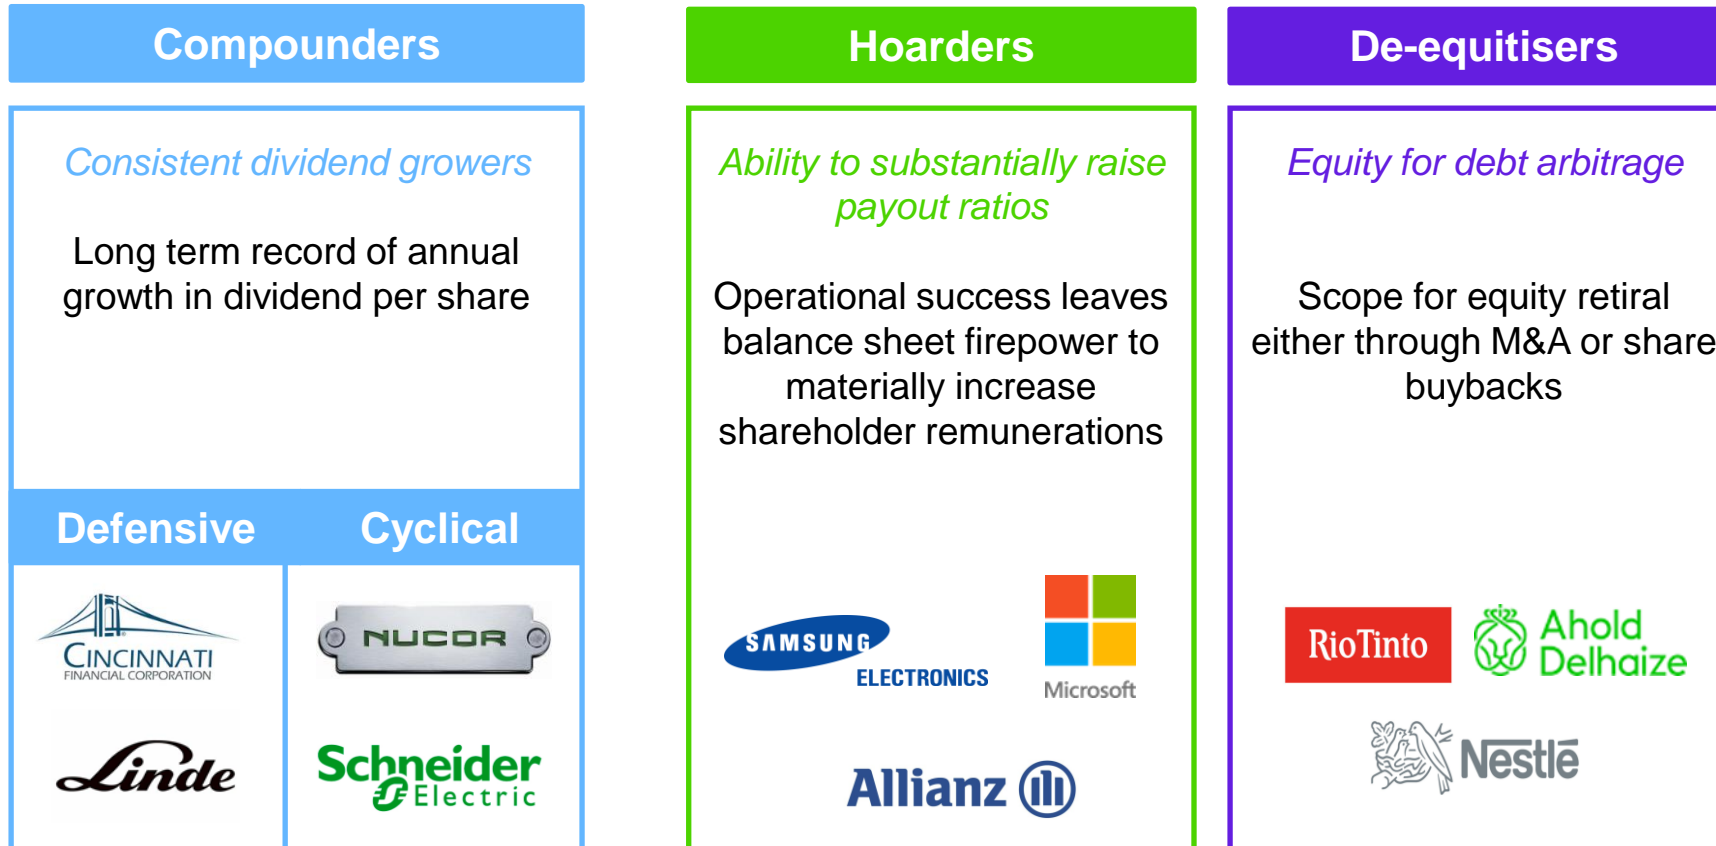 Compounders
Consistent dividend growers
Long term record of annual
growth in dividend per share
Defensive
Cyclical
CINCINNATI
FINANCIAL CORPORATION
NUCOR
Linde
Schneider
Electric
Hoarders
Ability to substantially raise
payout ratios
Operational success leaves
balance sheet firepower to
materially increase
shareholder remunerations
SAMSUNG
ELECTRONICS
Microsoft
Allianz
De-equitisers
Equity for debt arbitrage
Scope for equity retiral
either through M&A or share
buybacks
RioTinto
Ahold
Delhaize
Nestlé